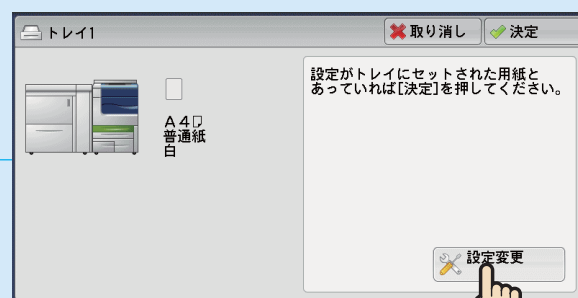 トレイ1
取り消し
決定
設定がトレイにセットされた用紙と
あっていれば[決定]を押してください。
A4
普通紙
白
設定変更